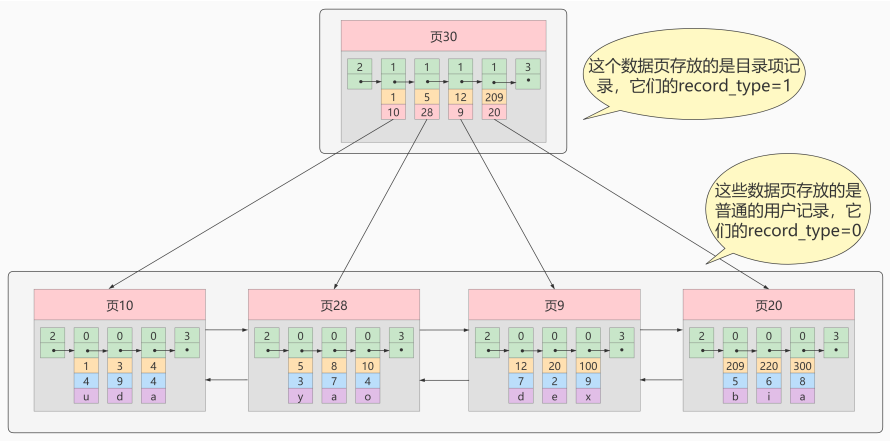 页30
2 1 1 1 1 3
1 5 12 209
10 28 9 20
这个数据页存放的是目录项记
录，它们的record_type=1
这些数据页存放的是
普通的用户记录，它
们的record_type=0
页10
2 0 0 0 3
1 3 4
4 9 4
u d a
页28
2 0 0 0 3
5 8 10
3 7 4
y a o
页9
2 0 0 0 3
12 20 100
7 2 9
d e x
页20
2 0 0 0 3
209 220 300
5 6 8
b i a